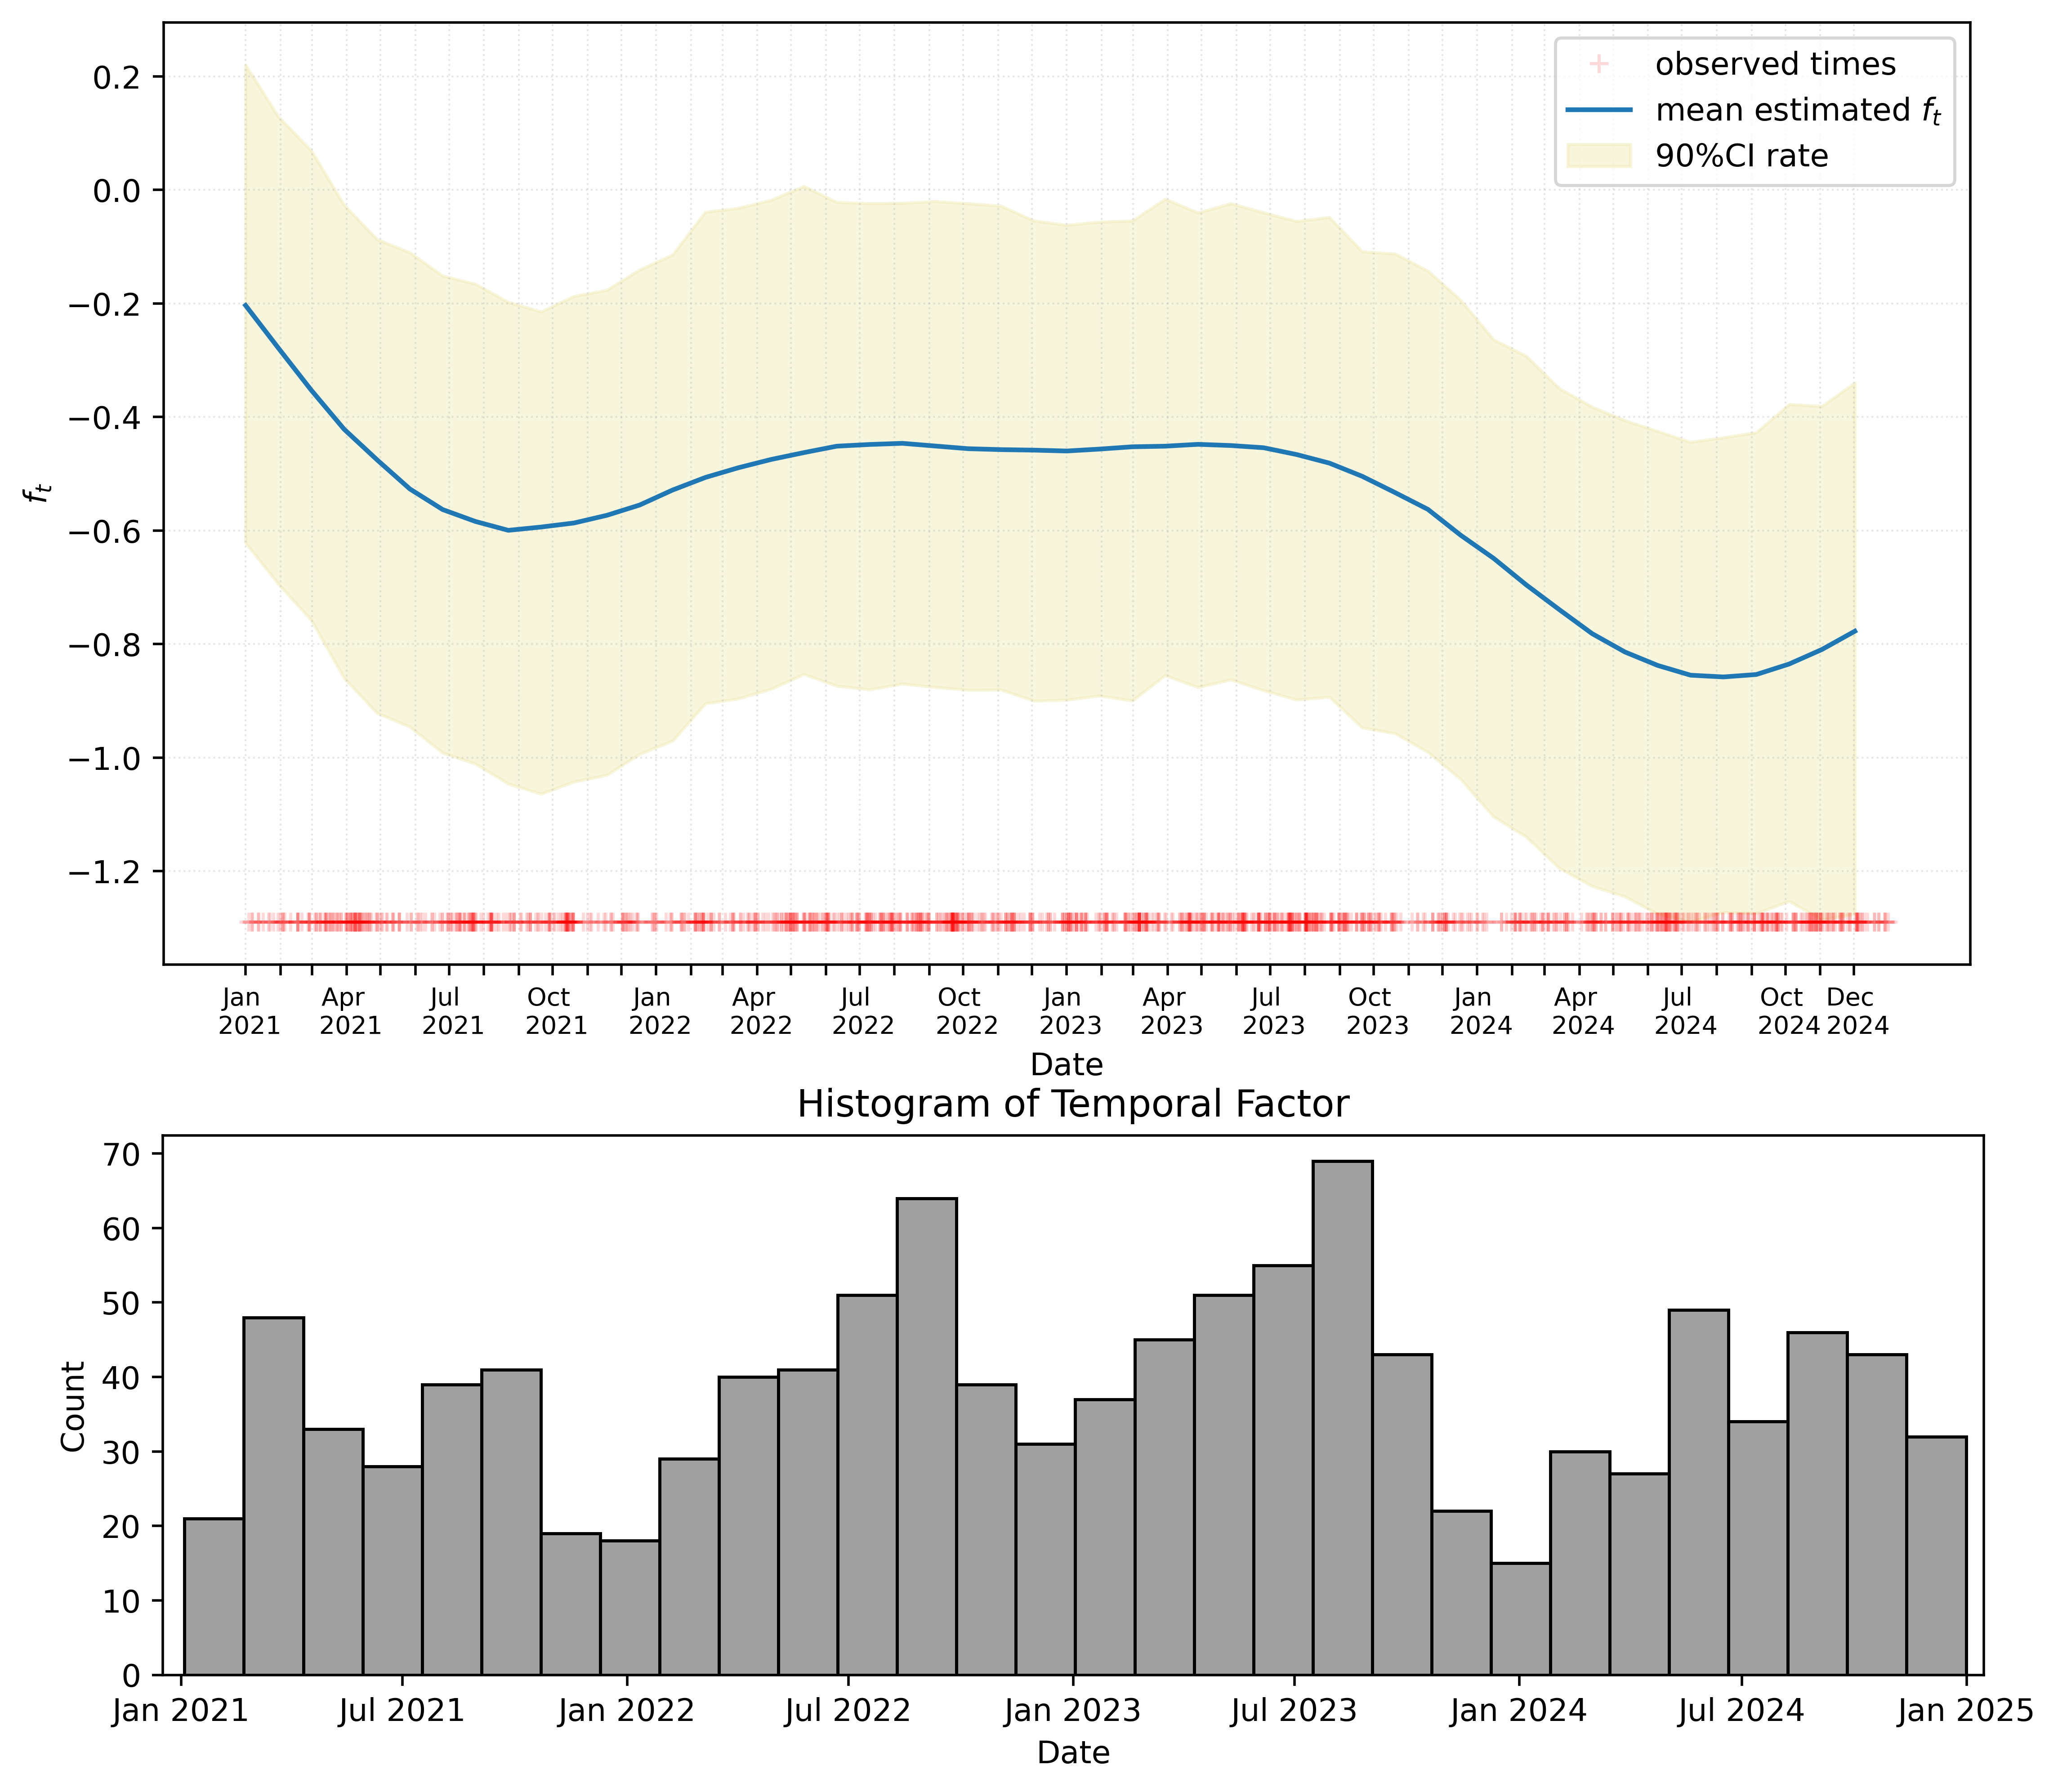 observed times
mean estimated f_t
90%CI rate
0.2
0.0
−0.2
−0.4
−0.6
−0.8
−1.0
−1.2
f_t
Jan Apr Jul Oct Jan Apr Jul Oct Jan Apr Jul Oct Jan Apr Jul Oct Dec
2021 2021 2021 2021 2022 2022 2022 2022 2023 2023 2023 2023 2024 2024 2024 2024 2024
Date
Histogram of Temporal Factor
70
60
50
40
30
20
10
0
Count
Jan 2021 Jul 2021 Jan 2022 Jul 2022 Jan 2023 Jul 2023 Jan 2024 Jul 2024 Jan 2025
Date